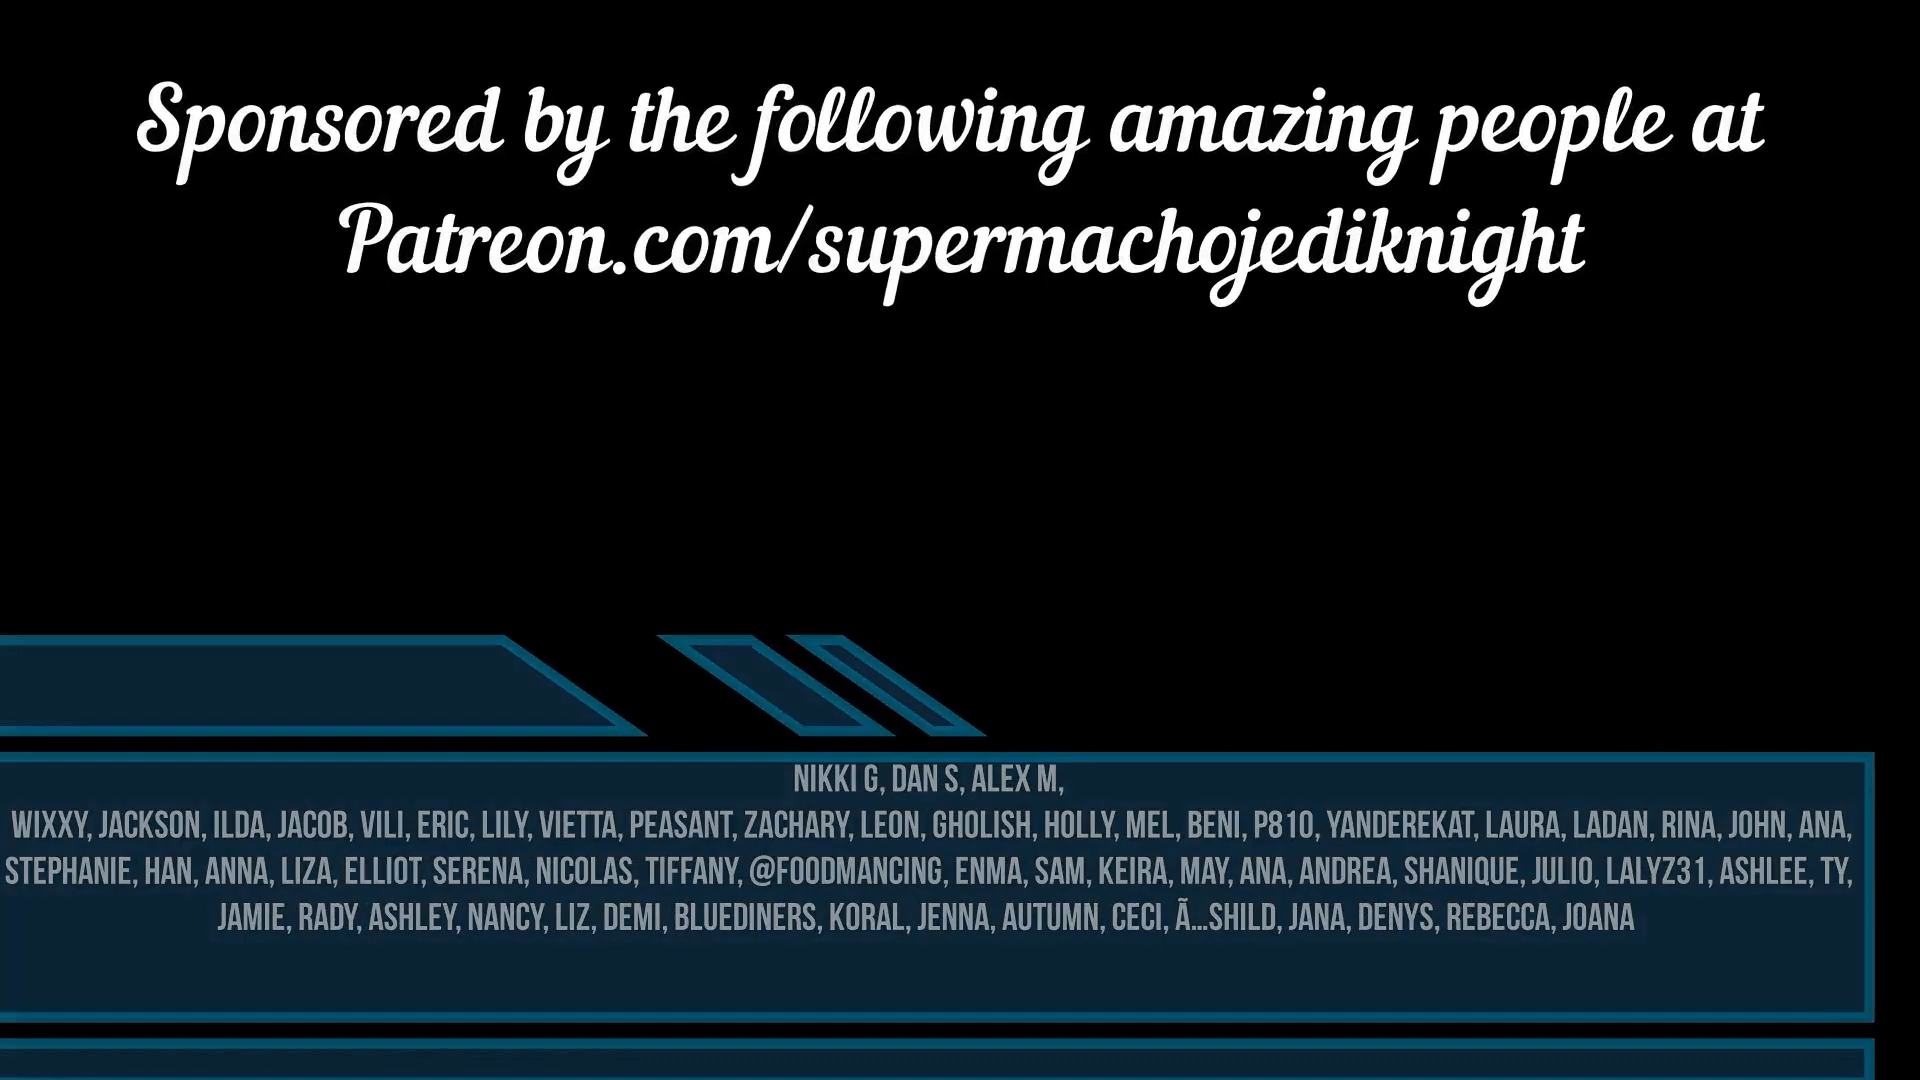 Sponsored by the following amazing people at
Patreon.com/supermachojediknight
NIKKI G, DAN S, ALEX M,
WIXXY, JACKSON, ILDA, JACOB, VILI, ERIC, LILY, VIETTA, PEASANT, ZACHARY, LEON, GHOLISH, HOLLY, MEL, BENI, P810, YANDEREKAT, LAURA, LADAN, RINA, JOHN, ANA,
STEPHANIE, HAN, ANNA, LIZA, ELLIOT, SERENA, NICOLAS, TIFFANY, @FOODMANCING, ENMA, SAM, KEIRA, MAY, ANA, ANDREA, SHANIQUE, JULIO, LALYZ31, ASHLEE, TY,
JAMIE, RADY, ASHLEY, NANCY, LIZ, DEMI, BLUEDINERS, KORAL, JENNA, AUTUMN, CECI, Ã…SHILD, JANA, DENYS, REBECCA, JOANA